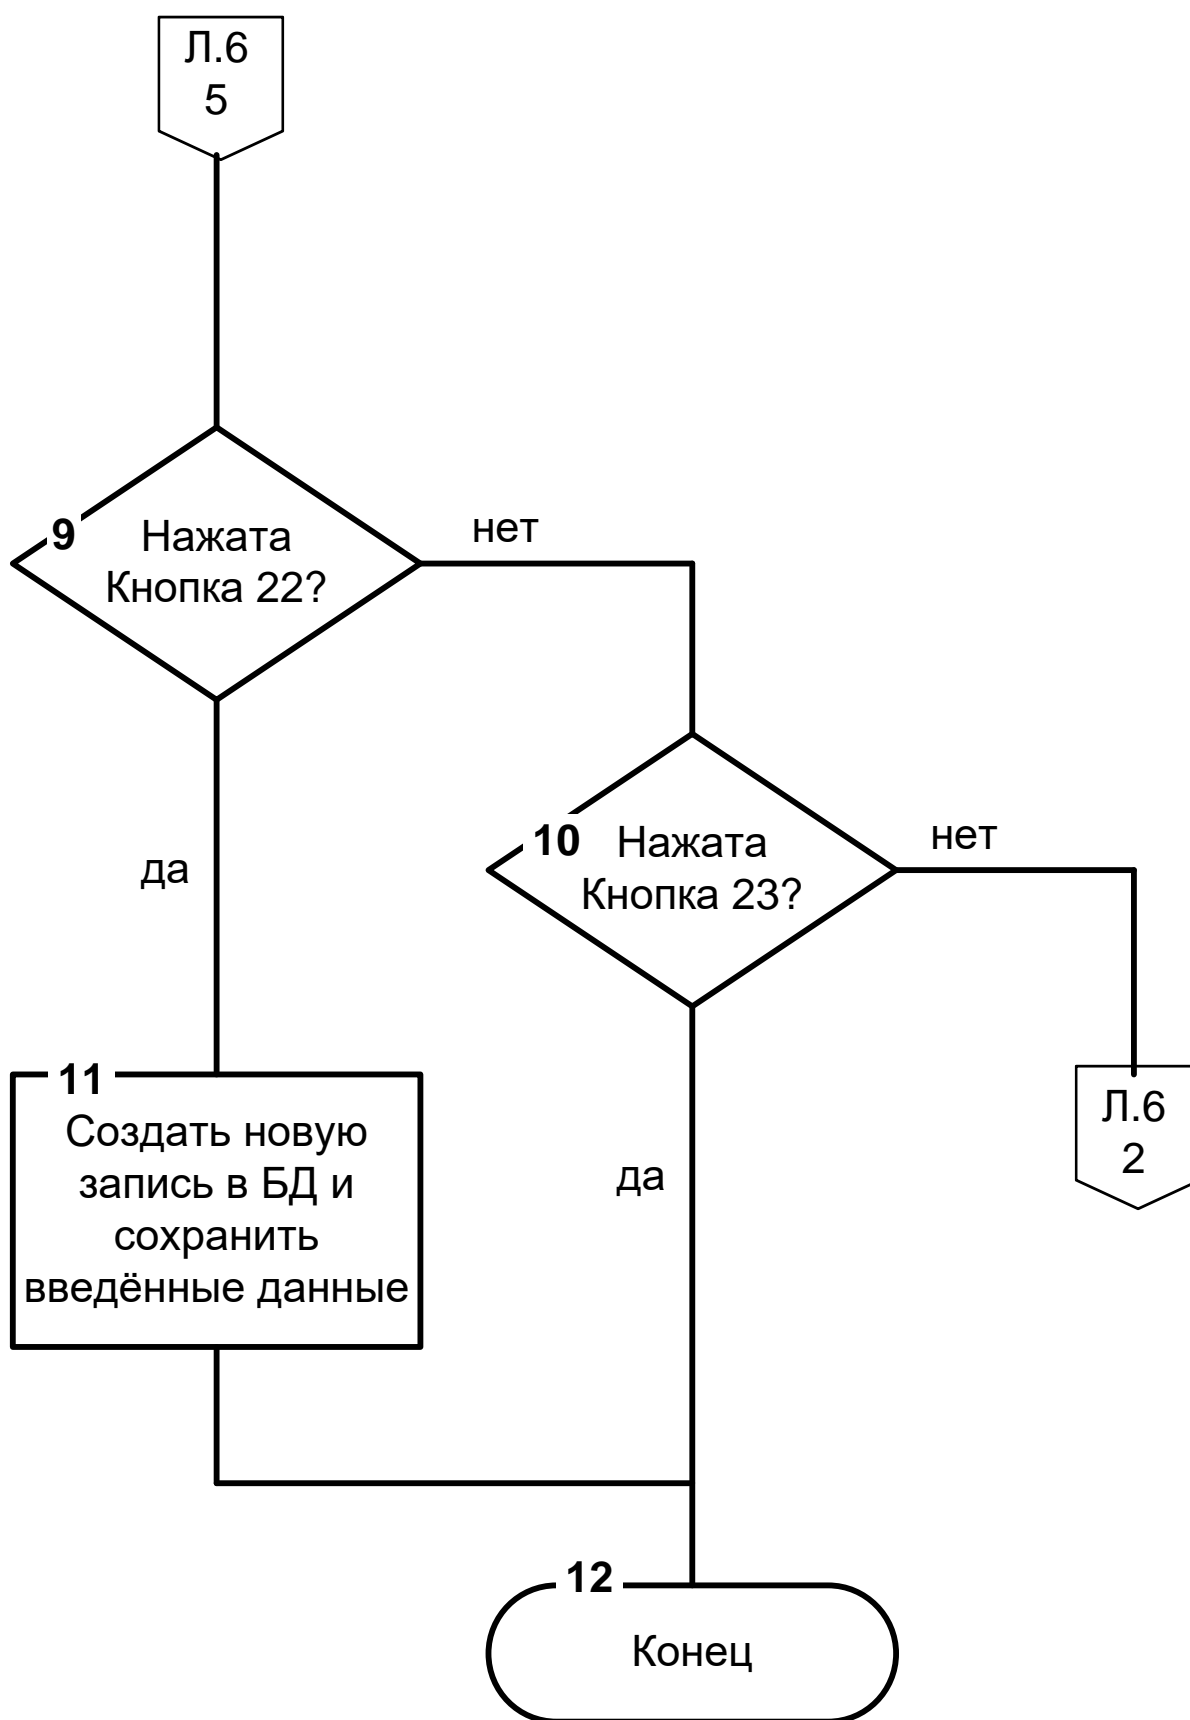 Л.6
5
9
Нажата
Кнопка 22?
нет
да
10
Нажата
Кнопка 23?
нет
да
Л.6
2
11
Создать новую
запись в БД и
сохранить
введённые данные
12
Конец